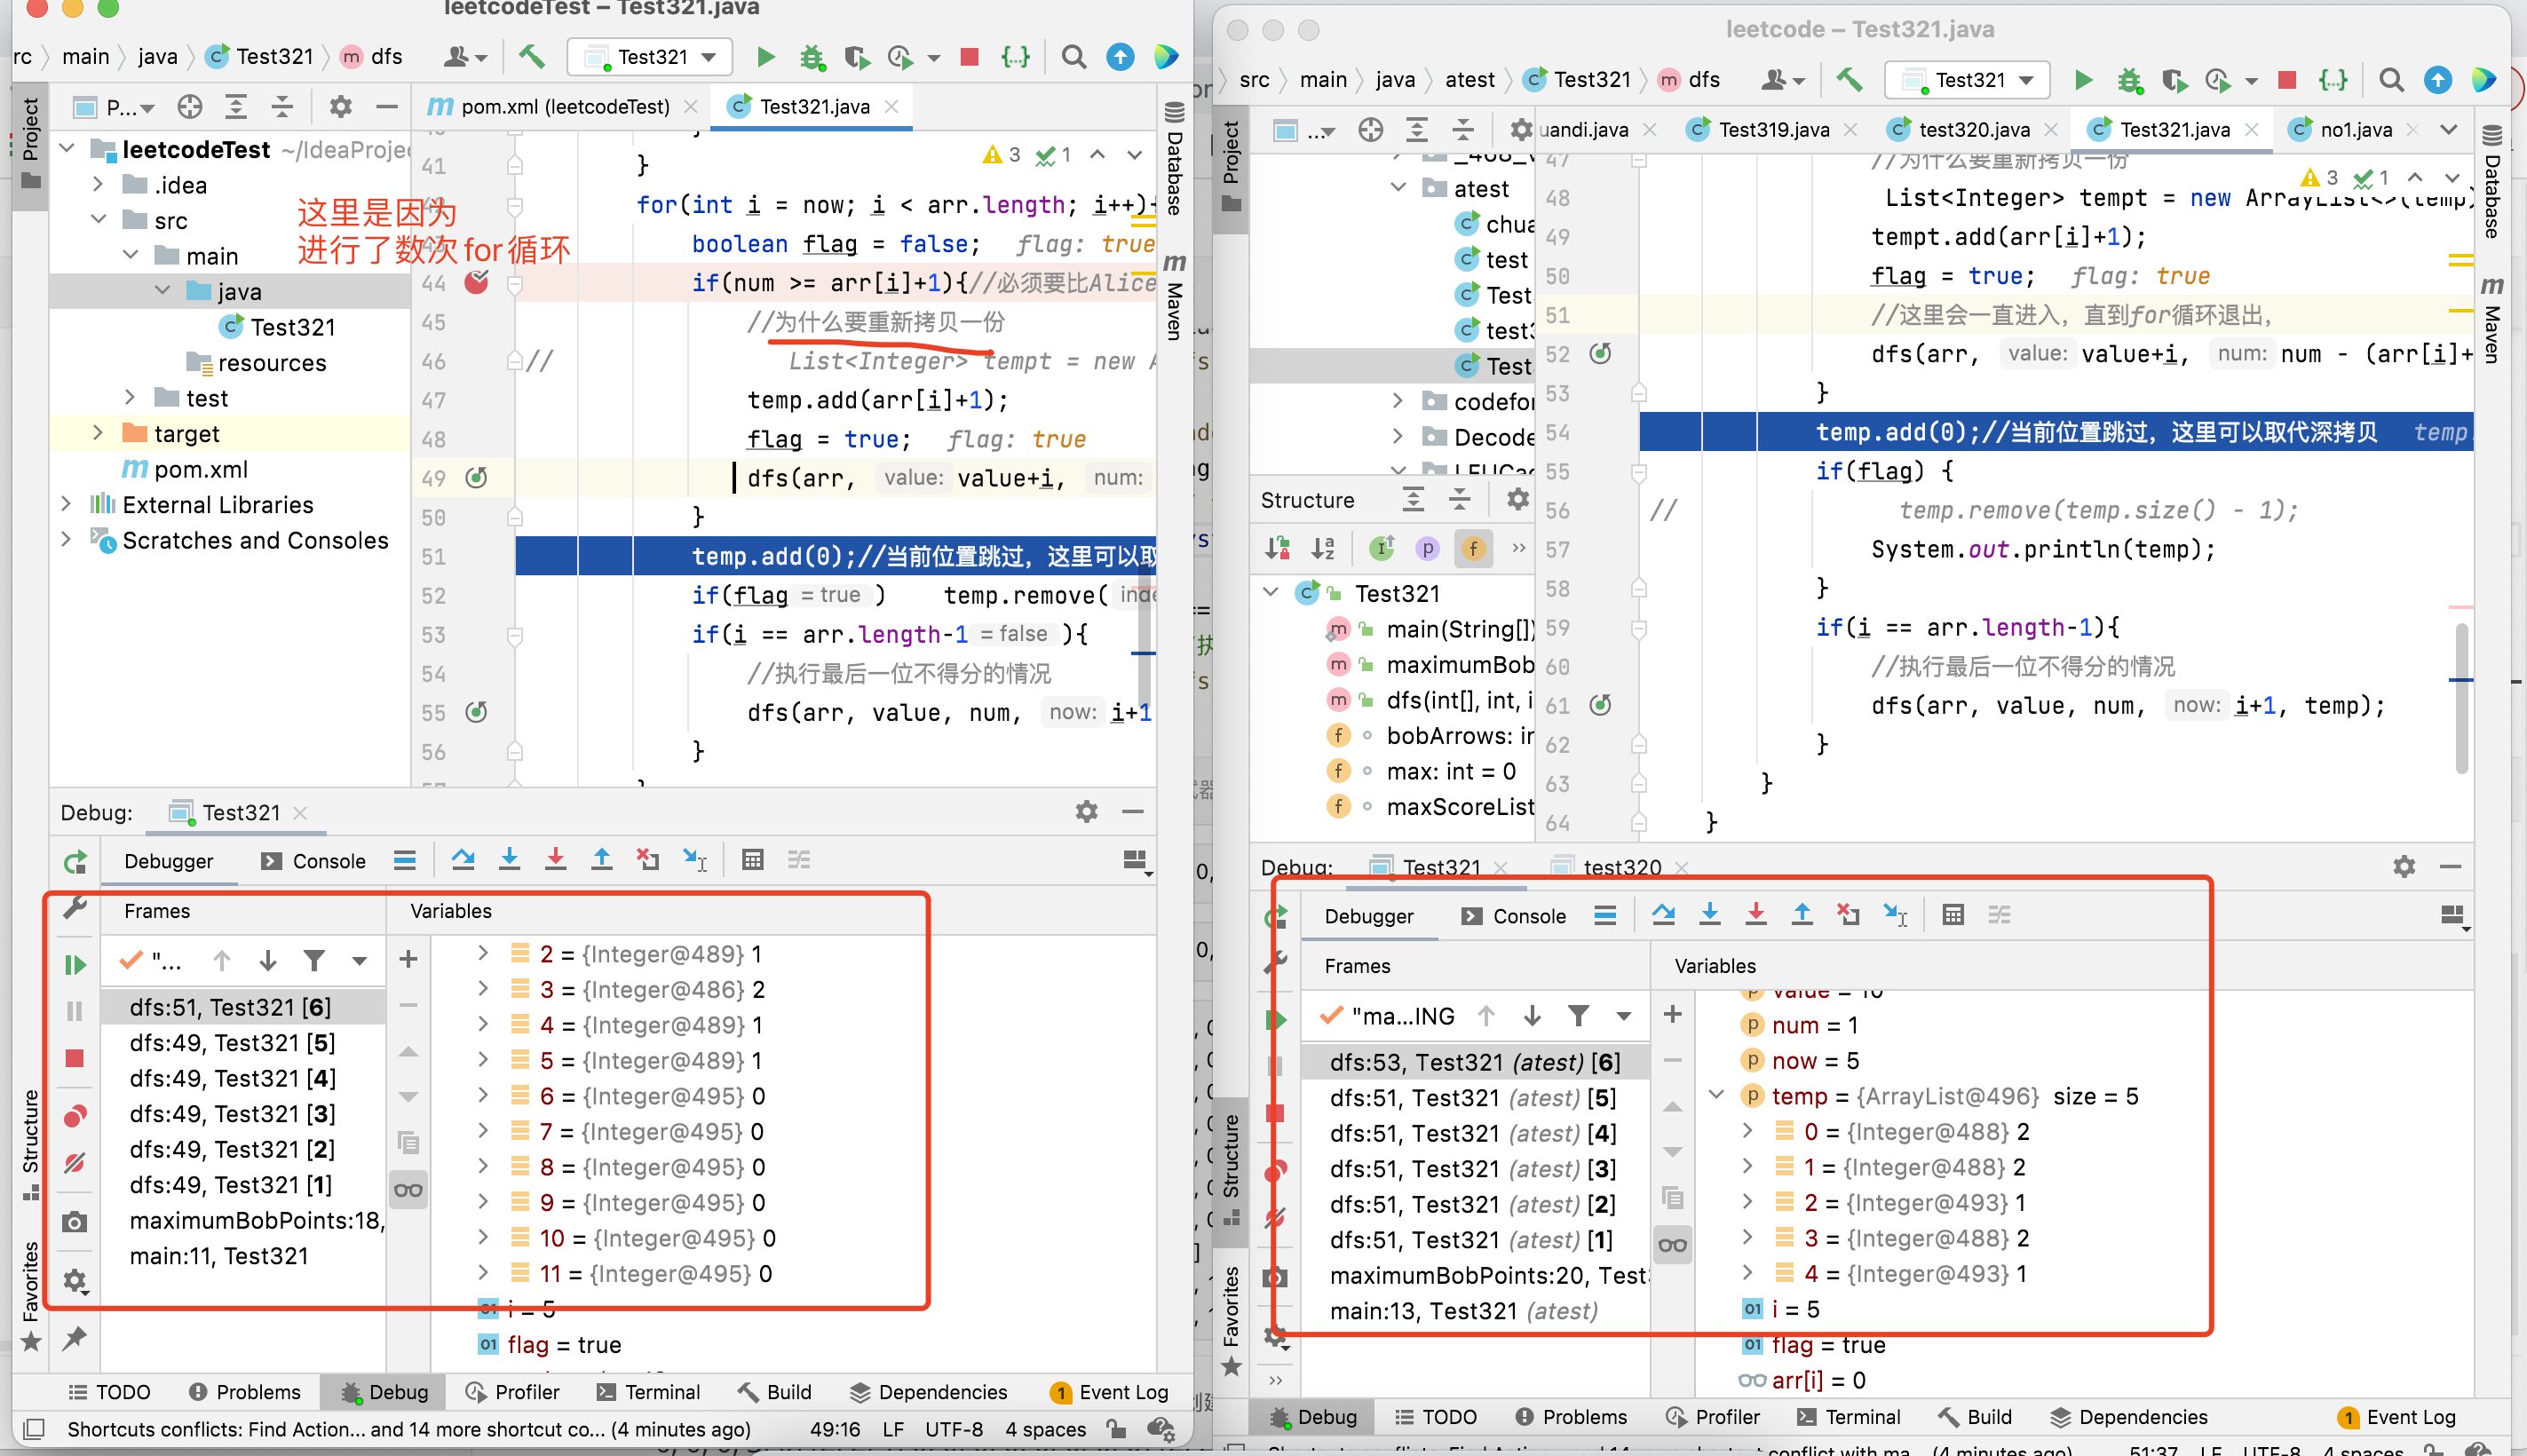 leetcodeTest – Test321.java
rc
main
java
Test321
dfs
Test321
Project
P...
pom.xml (leetcodeTest)
Test321.java
leetcodeTest ~/IdeaProjec
.idea
src
main
java
Test321
resources
test
target
pom.xml
External Libraries
Scratches and Consoles
这里是因为
进行了数次for循环
3
1
41 }
for(int i = now; i < arr.length; i++){
boolean flag = false; flag: true
44 if(num >= arr[i]+1){//必须要比Alice
45 //为什么要重新拷贝一份
46 // List<Integer> tempt = new A
47 temp.add(arr[i]+1);
48 flag = true; flag: true
49 dfs(arr, value: value+i, num:
50 }
51 temp.add(0);//当前位置跳过，这里可以取
52 if(flag = true ) temp.remove( inde
53 if(i == arr.length-1 = false ){
54 //执行最后一位不得分的情况
55 dfs(arr, value, num, now: i+1
56 }
Database
Maven
Debug: Test321
Debugger
Console
Frames
Variables
"...
dfs:51, Test321 [6]
dfs:49, Test321 [5]
dfs:49, Test321 [4]
dfs:49, Test321 [3]
dfs:49, Test321 [2]
dfs:49, Test321 [1]
maximumBobPoints:18,
main:11, Test321
2 = {Integer@489} 1
3 = {Integer@486} 2
4 = {Integer@489} 1
5 = {Integer@489} 1
6 = {Integer@495} 0
7 = {Integer@495} 0
8 = {Integer@495} 0
9 = {Integer@495} 0
10 = {Integer@495} 0
11 = {Integer@495} 0
i = 5
flag = true
Structure
Favorites
TODO
Problems
Debug
Profiler
Terminal
Build
Dependencies
1 Event Log
Shortcuts conflicts: Find Action... and 14 more shortcut co... (4 minutes ago)
49:16 LF UTF-8 4 spaces
leetcode – Test321.java
src
main
java
atest
Test321
dfs
Test321
Project
...
uandi.java
Test319.java
test320.java
Test321.java
no1.java
atest
chua
test
Test
test3
Test
codefor
Decode
LFUCac
Structure
Test321
main(String[])
maximumBob
dfs(int[], int, i
bobArrows: in
max: int = 0
maxScoreList
3
1
47 //为什么要重新拷贝一份
48 List<Integer> tempt = new ArrayList<>(temp)
49 tempt.add(arr[i]+1);
50 flag = true; flag: true
51 //这里会一直进入，直到for循环退出，
52 dfs(arr, value: value+i, num: num - (arr[i]+
53 }
54 temp.add(0);//当前位置跳过，这里可以取代深拷贝 temp
55 if(flag) {
56 // temp.remove(temp.size() - 1);
57 System.out.println(temp);
58 }
59 if(i == arr.length-1){
60 //执行最后一位不得分的情况
61 dfs(arr, value, num, now: i+1, temp);
62 }
63 }
64 }
Database
Maven
Debug: Test321
test320
Debugger
Console
Frames
Variables
"ma...ING
dfs:53, Test321 (atest) [6]
dfs:51, Test321 (atest) [5]
dfs:51, Test321 (atest) [4]
dfs:51, Test321 (atest) [3]
dfs:51, Test321 (atest) [2]
dfs:51, Test321 (atest) [1]
maximumBobPoints:20, Test3
main:13, Test321 (atest)
value = 10
num = 1
now = 5
temp = {ArrayList@496} size = 5
0 = {Integer@488} 2
1 = {Integer@488} 2
2 = {Integer@493} 1
3 = {Integer@488} 2
4 = {Integer@493} 1
i = 5
flag = true
arr[i] = 0
Structure
Favorites
Debug
TODO
Problems
Profiler
Terminal
Build
Dependencies
1 Event Log